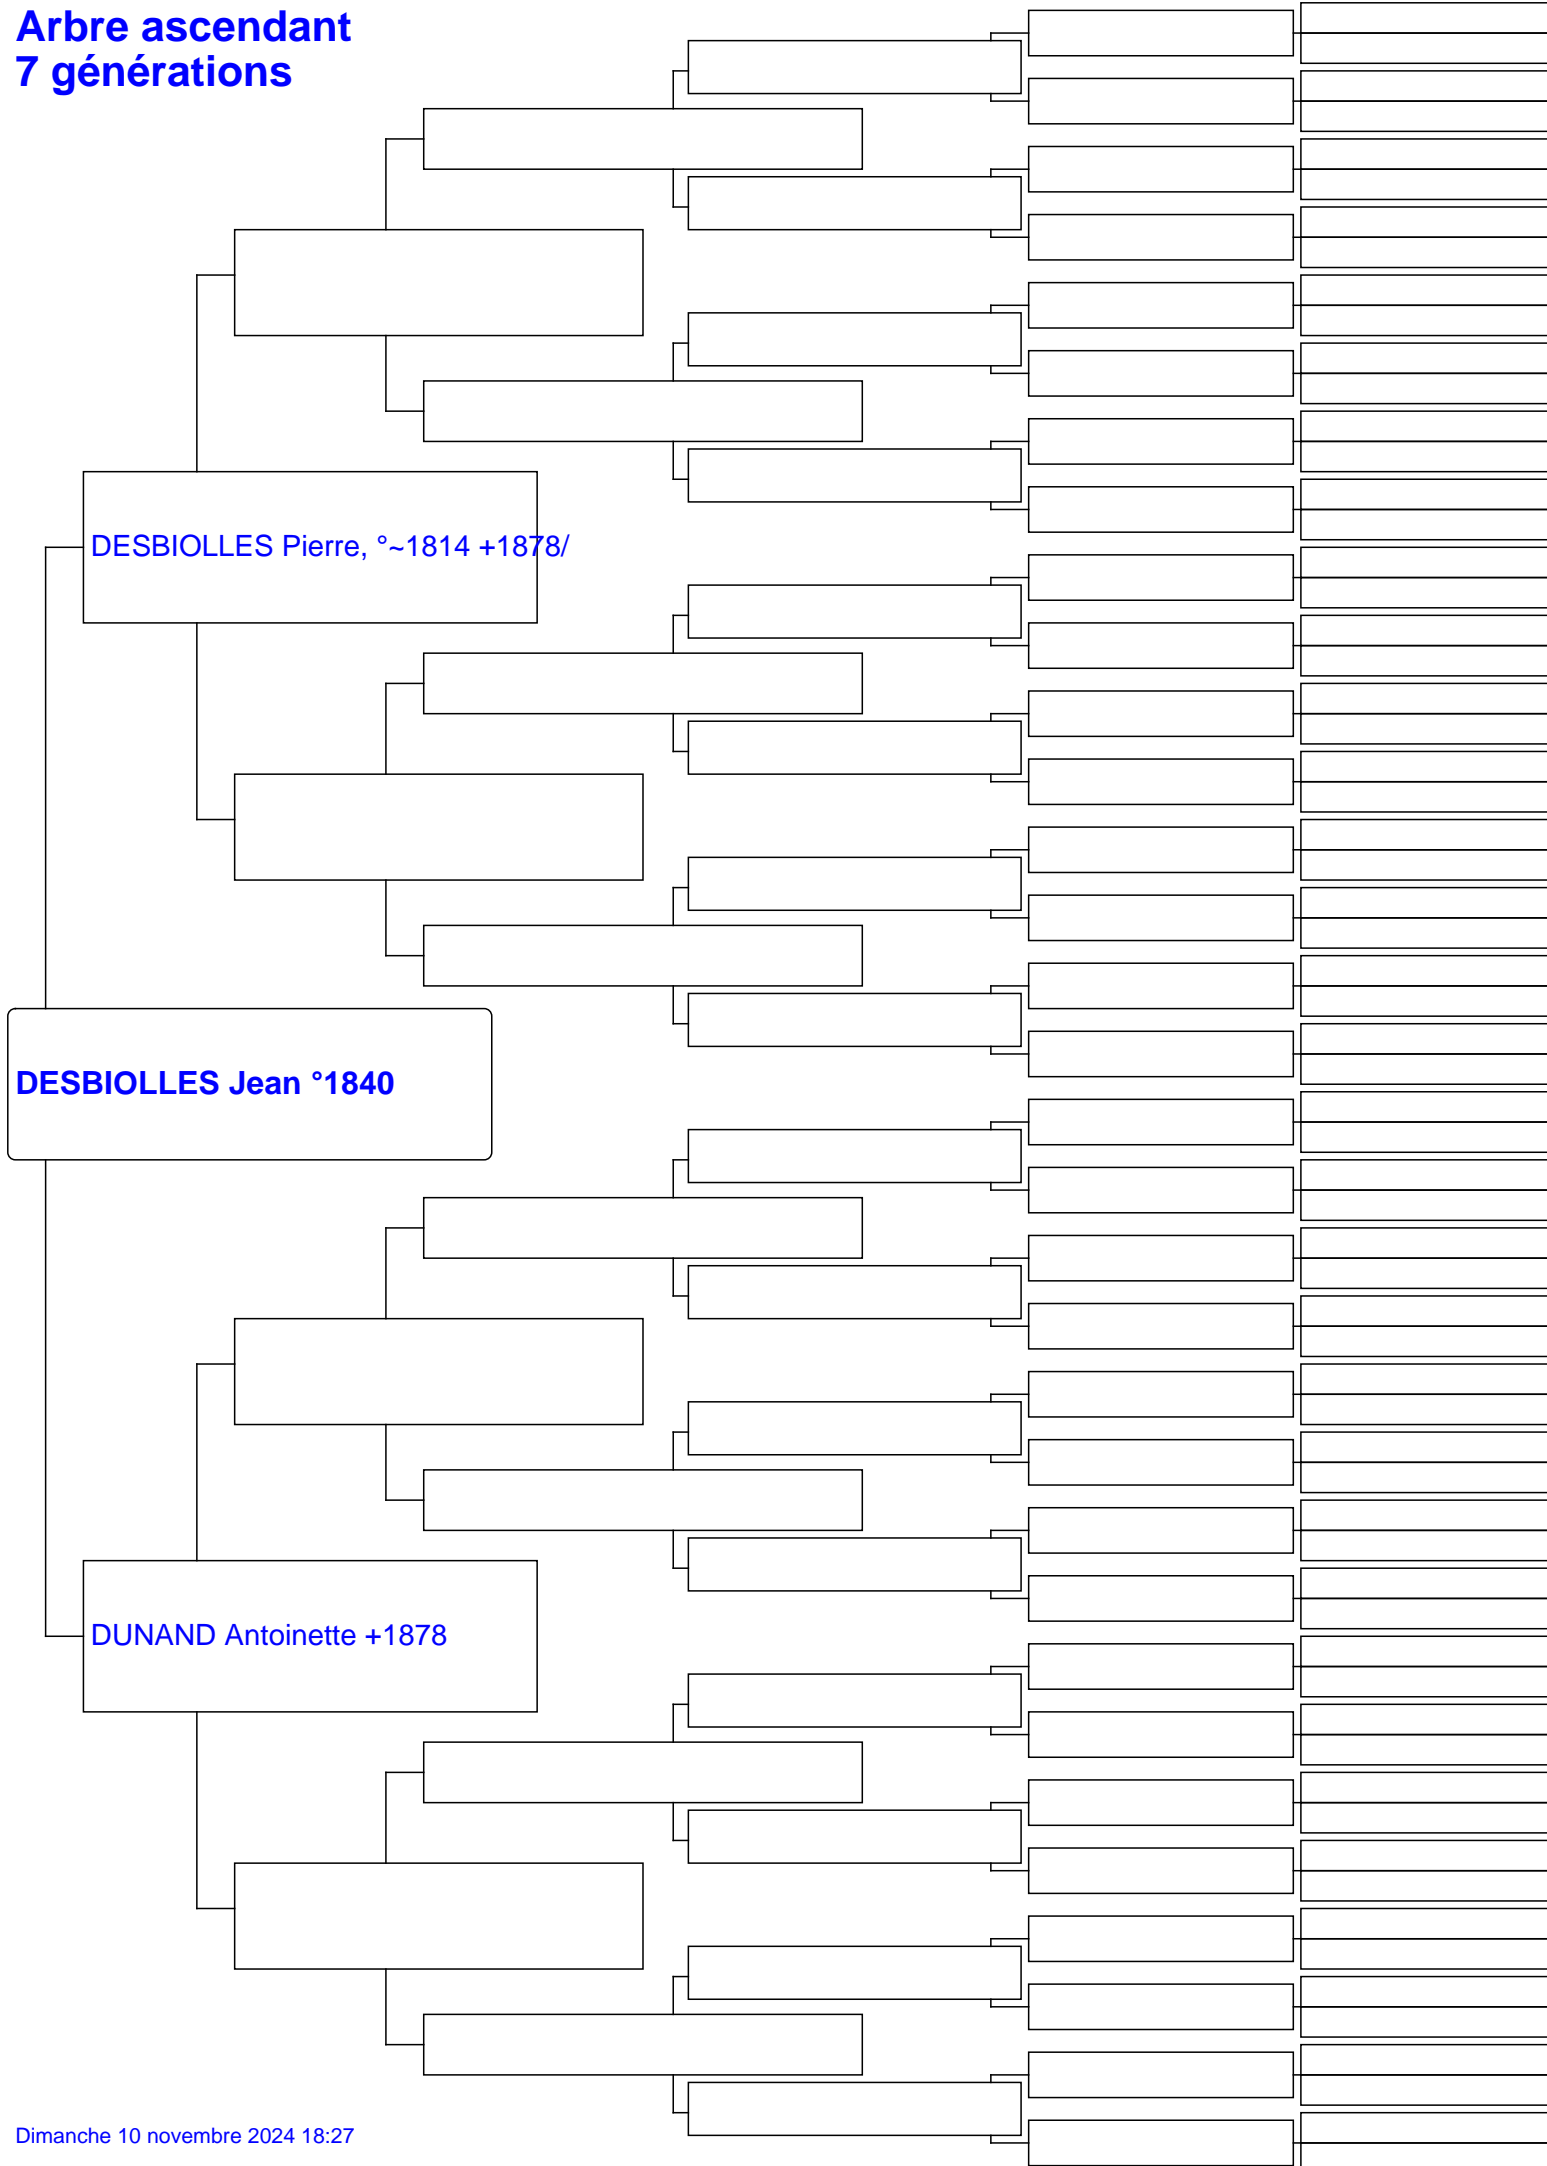 Arbre ascendant
7 générations
DESBIOLLES Pierre, °~1814 +1878/
DESBIOLLES Jean °1840
DUNAND Antoinette +1878
Dimanche 10 novembre 2024 18:27